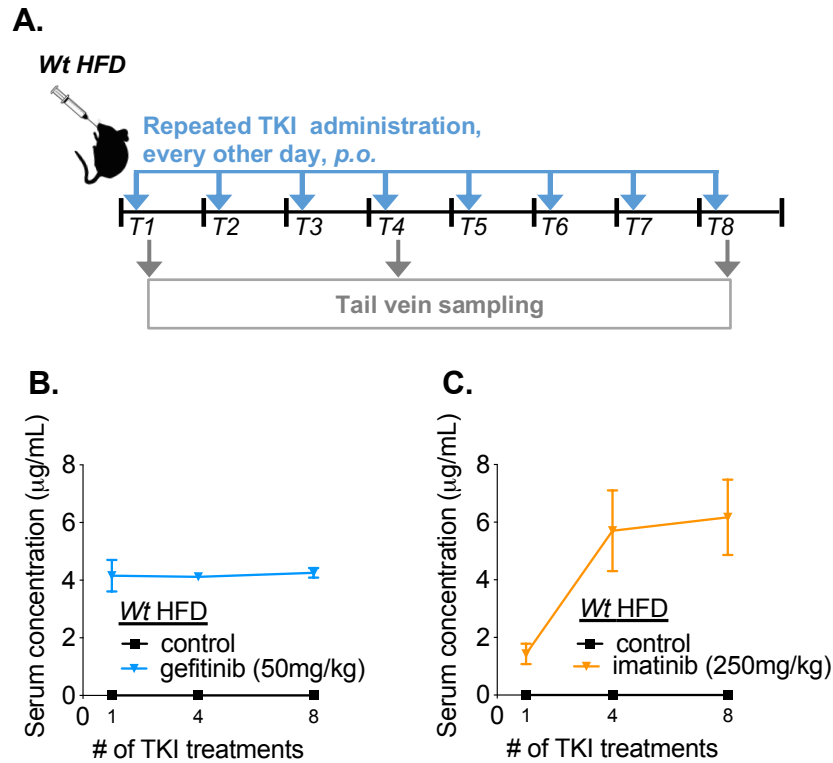 A.
Wt HFD
Repeated TKI administration,
every other day, p.o.
T1 T2 T3 T4 T5 T6 T7 T8
Tail vein sampling
B.
Serum concentration (μg/mL)
8
6
4
2
0
0 1 4 8
Wt HFD
control
gefitinib (50mg/kg)
# of TKI treatments
C.
Serum concentration (μg/mL)
8
6
4
2
0
0 1 4 8
Wt HFD
control
imatinib (250mg/kg)
# of TKI treatments